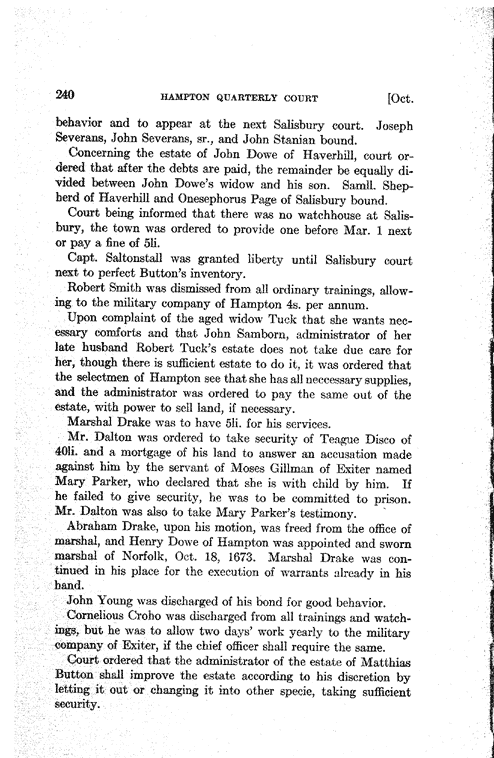 240 HAMPTON QUARTERLY COURT [Oct.
behavior and to appear at the next Salisbury court. Joseph
Severans, John Severans, sr., and John Stanian bound.
Concerning the estate of John Dowe of Haverhill, court or-
dered that after the debts are paid, the remainder be equally di-
vided between John Dowe's widow and his son. Samll. Shep-
herd of Haverhill and Onesephorus Page of Salisbury bound.
Court being informed that there was no watchhouse at Salis-
bury, the town was ordered to provide one before Mar. 1 next
or pay a fine of 5li.
Capt. Saltonstall was granted liberty until Salisbury court
next to perfect Button's inventory.
Robert Smith was dismissed from all ordinary trainings, allow-
ing to the military company of Hampton 4s. per annum.
Upon complaint of the aged widow Tuck that she wants nec-
essary comforts and that John Samborn, administrator of her
late husband Robert Tuck's estate does not take due care for
her, though there is sufficient estate to do it, it was ordered that
the selectmen of Hampton see that she has all neccessary supplies,
and the administrator was ordered to pay the same out of the
estate, with power to sell land, if necessary.
Marshal Drake was to have 5li. for his services.
Mr. Dalton was ordered to take security of Teague Disco of
40li. and a mortgage of his land to answer an accusation made
against him by the servant of Moses Gillman of Exiter named
Mary Parker, who declared that she is with child by him. If
he failed to give security, he was to be committed to prison.
Mr. Dalton was also to take Mary Parker's testimony.
Abraham Drake, upon his motion, was freed from the office of
marshal, and Henry Dowe of Hampton was appointed and sworn
marshal of Norfolk, Oct. 18, 1673. Marshal Drake was con-
tinued in his place for the execution of warrants already in his
hand.
John Young was discharged of his bond for good behavior.
Cornelious Croho was discharged from all trainings and watch-
ings, but he was to allow two days' work yearly to the military
company of Exiter, if the chief officer shall require the same.
Court ordered that the administrator of the estate of Matthias
Button shall improve the estate according to his discretion by
letting it out or changing it into other specie, taking sufficient
security.